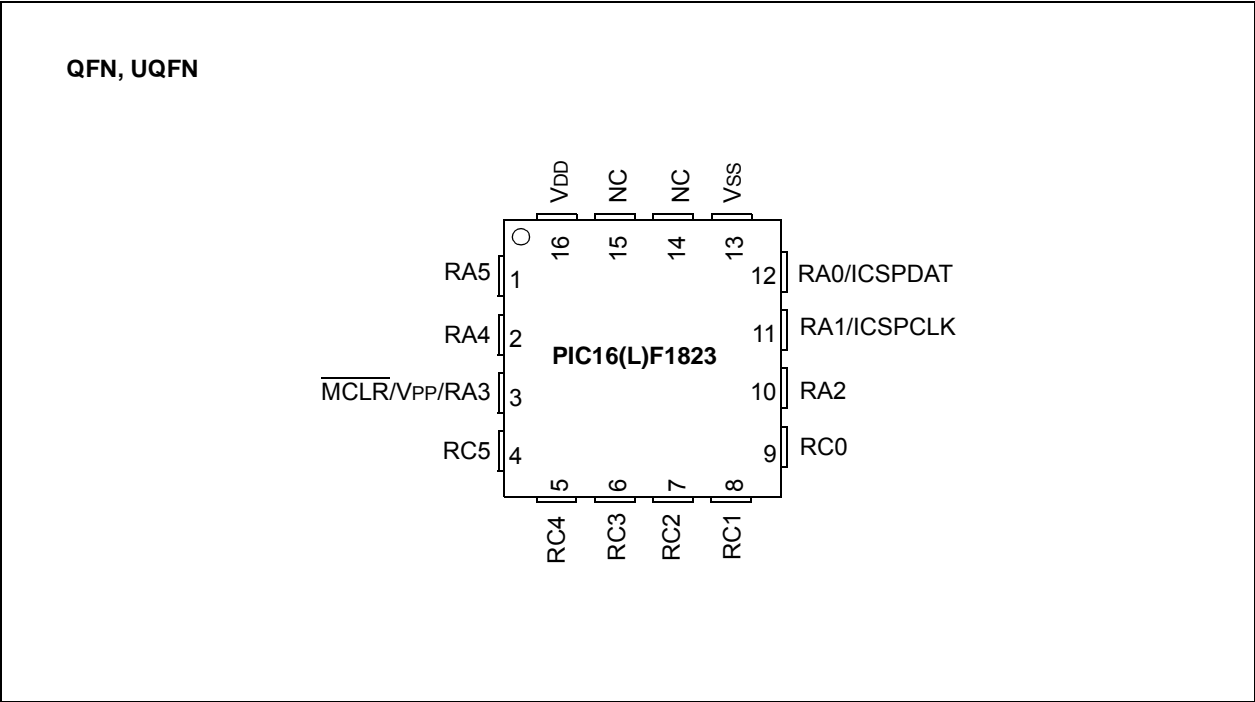 QFN, UQFN
VDD
NC
NC
VSS
16
15
14
13
RA5
1
RA4
2
MCLR/VPP/RA3
3
RC5
4
PIC16(L)F1823
12
RA0/ICSPDAT
11
RA1/ICSPCLK
10
RA2
9
RC0
5
6
7
8
RC4
RC3
RC2
RC1